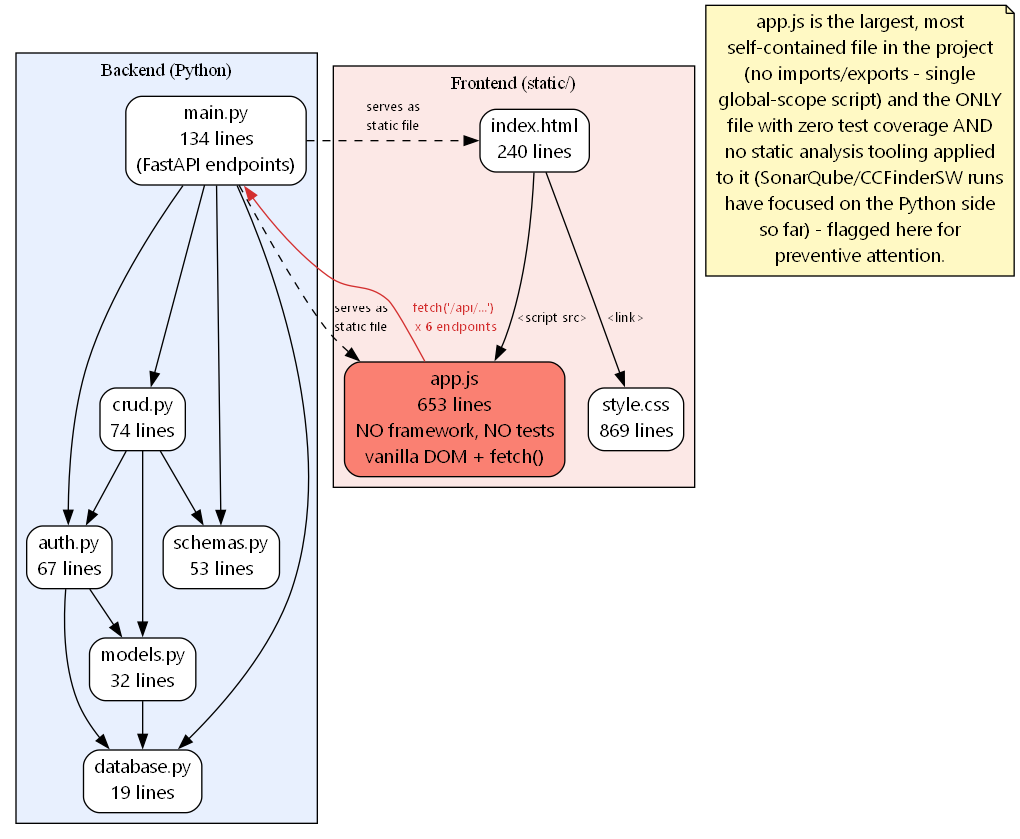 Backend (Python)
main.py
134 lines
(FastAPI endpoints)
crud.py
74 lines
auth.py
67 lines
schemas.py
53 lines
models.py
32 lines
database.py
19 lines
serves as
static file
serves as
static file
fetch('/api/...')
x 6 endpoints
Frontend (static/)
index.html
240 lines
<script src>
<link>
app.js
653 lines
NO framework, NO tests
vanilla DOM + fetch()
style.css
869 lines
app.js is the largest, most
self-contained file in the project
(no imports/exports - single
global-scope script) and the ONLY
file with zero test coverage AND
no static analysis tooling applied
to it (SonarQube/CCFinderSW runs
have focused on the Python side
so far) - flagged here for
preventive attention.